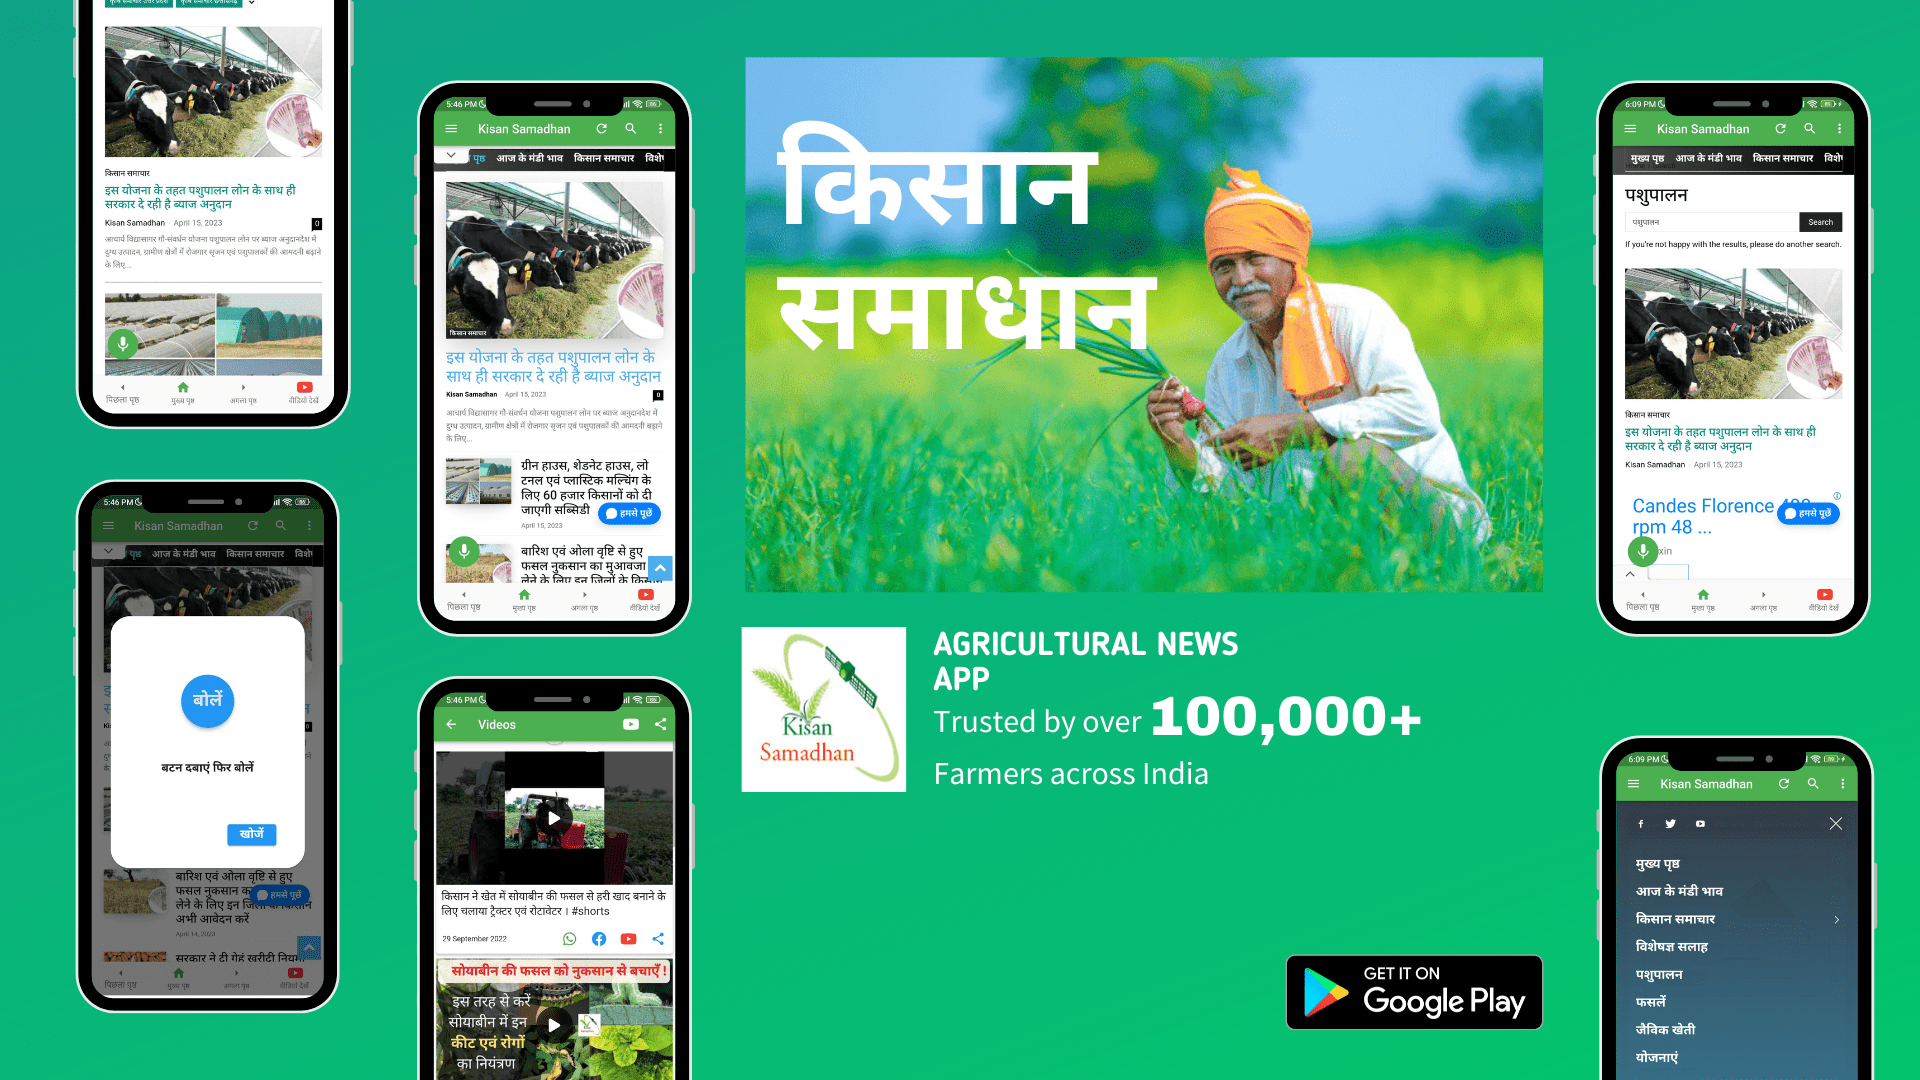 कृषि समाचार उत्तर प्रदेश
कृषि समाचार छत्तीसगढ़
किसान समाचार
इस योजना के तहत पशुपालन लोन के साथ ही
सरकार दे रही है ब्याज अनुदान
Kisan Samadhan - April 15, 2023
0
आचार्य विद्यासागर गौ-संवर्धन योजना पशुपालन लोन पर ब्याज अनुदानदेश में
दुग्ध उत्पादन, ग्रामीण क्षेत्रों में रोजगार सृजन एवं पशुपालकों की आमदनी बढ़ाने
के लिए...
पिछला पृष्ठ
मुख्य पृष्ठ
अगला पृष्ठ
वीडियो देखें
5:46 PM
Kisan Samadhan
पृष्ठ आज के मंडी भाव किसान समाचार
बोलें
बटन दबाएं फिर बोलें
खोजें
बारिश एवं ओला वृष्टि से हुए
फसल नुकसान का
हमसे पूछें
लेने के लिए इन
अभी आवेदन करें
April 14, 2023
सरकार ने दी गेहूं खरीदी नियमों
पिछला पृष्ठ
मुख्य पृष्ठ
अगला पृष्ठ
वीडियो देखें
5:46 PM
Kisan Samadhan
पृष्ठ आज के मंडी भाव किसान समाचार
किसान समाचार
इस योजना के तहत पशुपालन लोन के
साथ ही सरकार दे रही है ब्याज अनुदान
Kisan Samadhan - April 15, 2023
0
आचार्य विद्यासागर गौ-संवर्धन योजना पशुपालन लोन पर ब्याज अनुदानदेश में
दुग्ध उत्पादन, ग्रामीण क्षेत्रों में रोजगार सृजन एवं पशुपालकों की आमदनी बढ़ाने
के लिए...
ग्रीन हाउस, शेडनेट हाउस, लो
टनल एवं प्लास्टिक मल्चिंग के
लिए 60 हजार किसानों को दी
जाएगी सब्सिडी
हमसे पूछें
April 15, 2023
बारिश एवं ओला वृष्टि से हुए
फसल नुकसान का मुआवजा
लेने के लिए इन जिलों के किसान
पिछला पृष्ठ
मुख्य पृष्ठ
अगला पृष्ठ
वीडियो देखें
5:46 PM
Videos
किसान ने खेत में सोयाबीन की फसल से हरी खाद बनाने के
लिए चलाया ट्रैक्टर एवं रोटावेटर । #shorts
29 September 2022
सोयाबीन की फसल को नुकसान से बचाएँ !
इस तरह से करें
सोयाबीन में इन
कीट एवं रोगों
का नियंत्रण
किसान
समाधान
Kisan
Samadhan
AGRICULTURAL NEWS
APP
Trusted by over 100,000+
Farmers across India
GET IT ON
Google Play
6:09 PM
Kisan Samadhan
मुख्य पृष्ठ आज के मंडी भाव किसान समाचार
पशुपालन
पशुपालन
Search
If you're not happy with the results, please do another search.
किसान समाचार
इस योजना के तहत पशुपालन लोन के साथ ही
सरकार दे रही है ब्याज अनुदान
Kisan Samadhan - April 15, 2023
Candes Florence
हमसे पूछें
rpm 48 ...
xin
पिछला पृष्ठ
मुख्य पृष्ठ
अगला पृष्ठ
वीडियो देखें
6:09 PM
Kisan Samadhan
मुख्य पृष्ठ
आज के मंडी भाव
किसान समाचार
विशेषज्ञ सलाह
पशुपालन
फसलें
जैविक खेती
योजनाएं